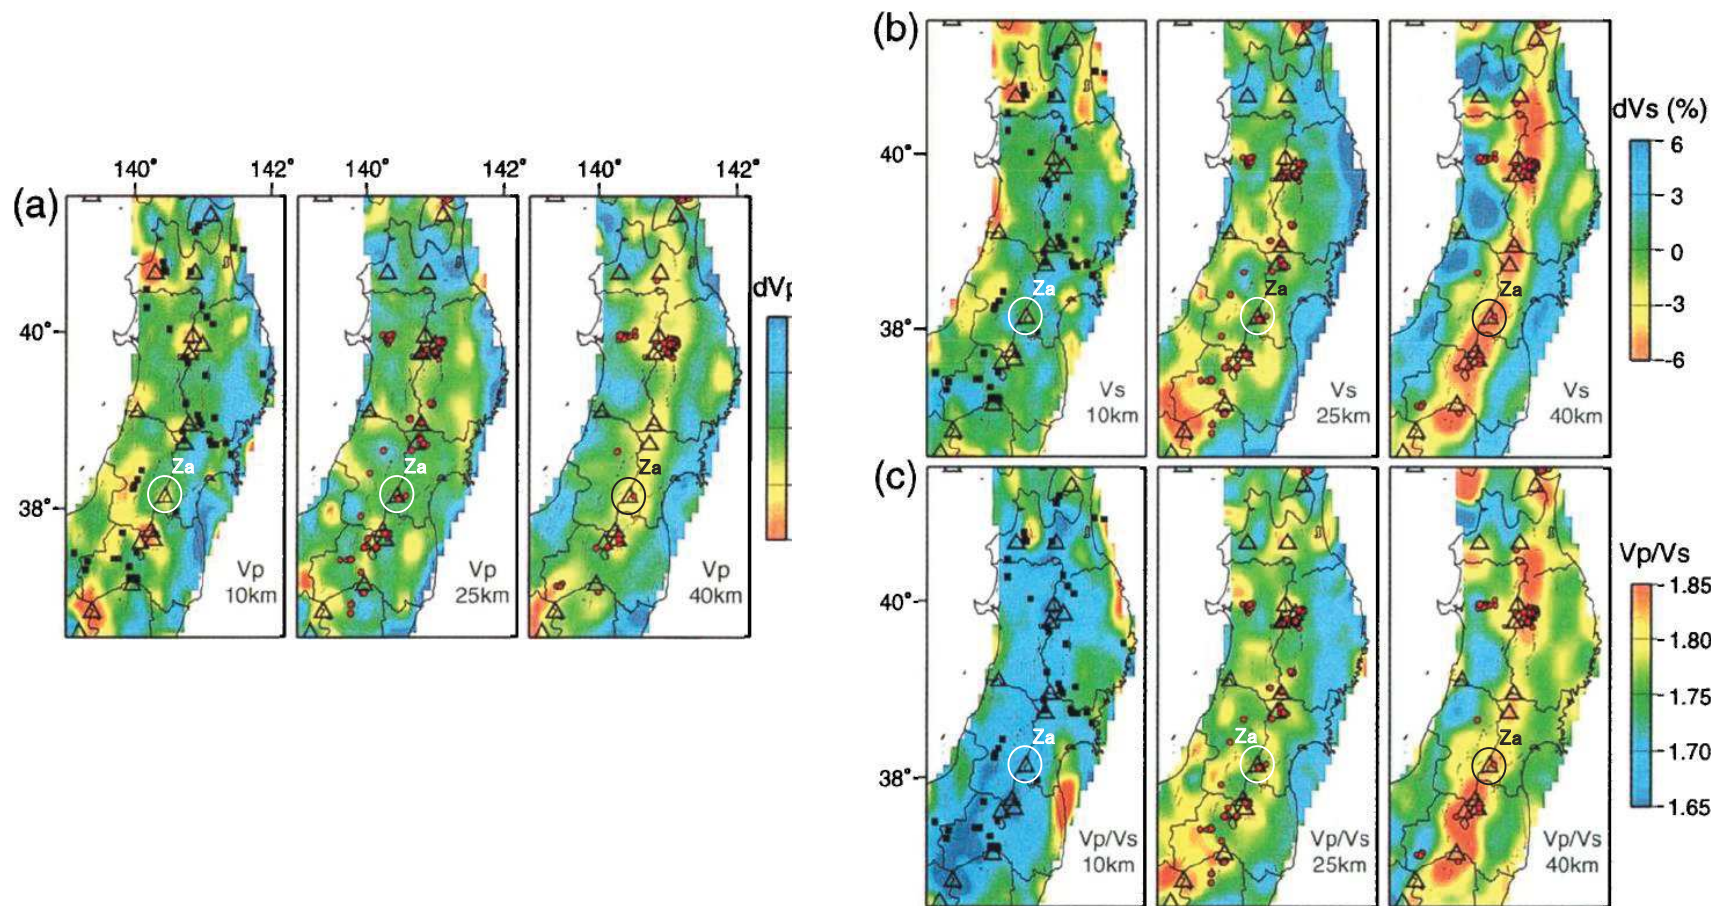 (a)
140°
142°
140°
142°
140°
142°
40°
38°
Za
Vp
10km
Za
Vp
25km
Za
Vp
40km
dVp
(b)
40°
38°
Za
Vs
10km
Za
Vs
25km
Za
Vs
40km
dVs (%)
6
3
0
-3
-6
(c)
40°
38°
Za
Vp/Vs
10km
Za
Vp/Vs
25km
Za
Vp/Vs
40km
Vp/Vs
1.85
1.80
1.75
1.70
1.65